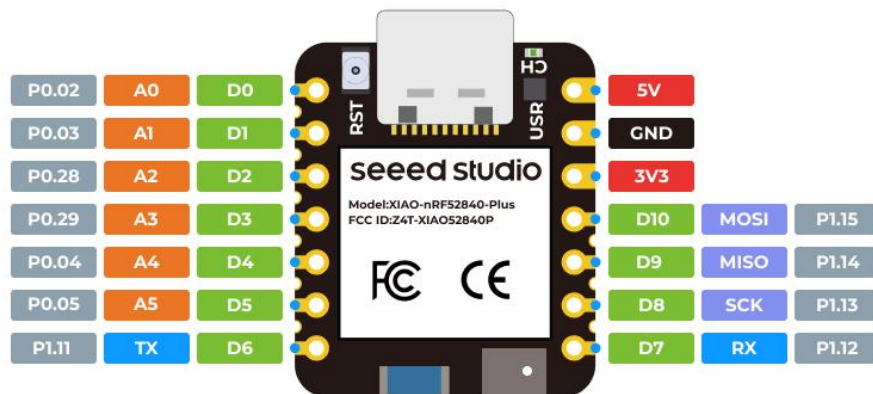 CH
RST
USR
P0.02 A0 D0 5V
P0.03 A1 D1 GND
P0.28 A2 D2 3V3
P0.29 A3 D3 D10 MOSI P1.15
P0.04 A4 D4 D9 MISO P1.14
P0.05 A5 D5 D8 SCK P1.13
P1.11 TX D6 D7 RX P1.12
seeed studio
Model:XIAO-nRF52840-Plus
FCC ID:Z4T-XIAO52840P
FC CE